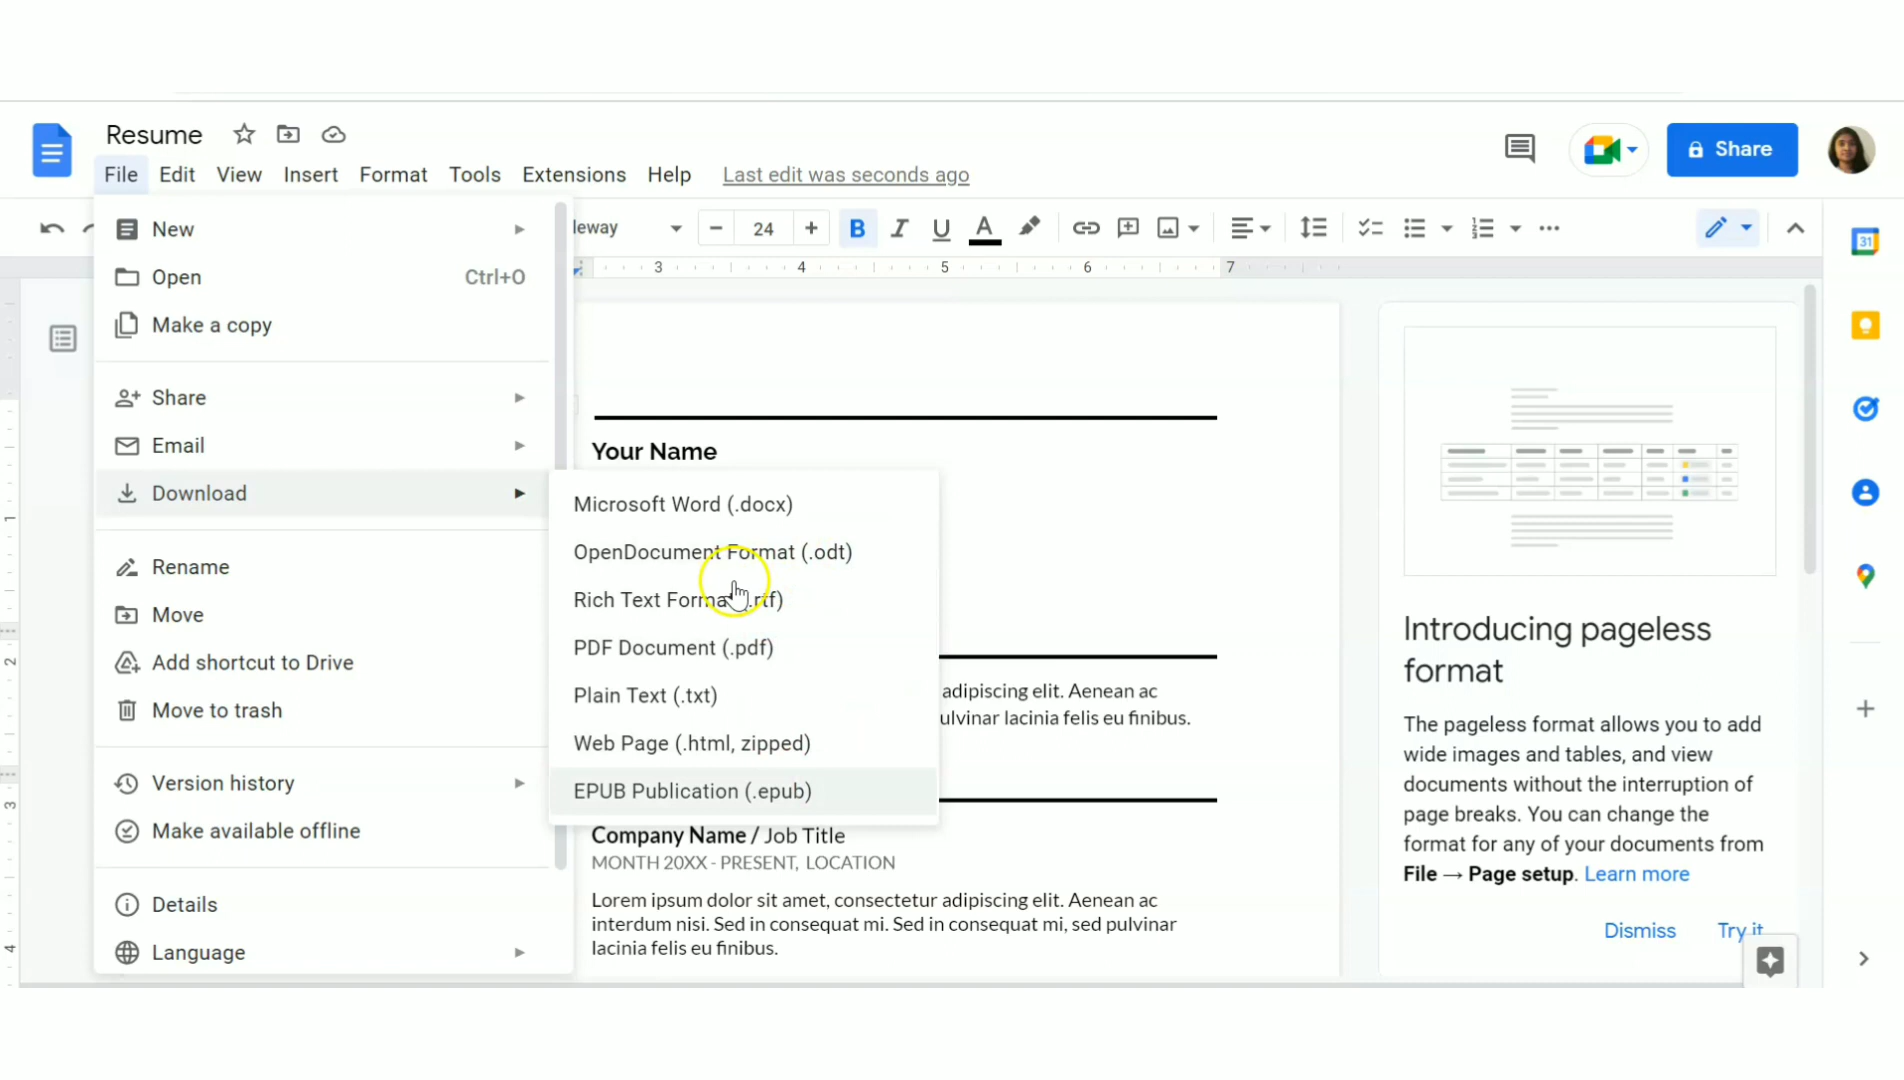 Resume
File Edit View Insert Format Tools Extensions Help Last edit was seconds ago
Share
leway 24 B I U A
31
3 4 5 6 7
New
Open Ctrl+O
Make a copy
Share
Email
Download
Rename
Move
Add shortcut to Drive
Move to trash
Version history
Make available offline
Details
Language
Microsoft Word (.docx)
OpenDocument Format (.odt)
Rich Text Forma .rtf)
PDF Document (.pdf)
Plain Text (.txt)
Web Page (.html, zipped)
EPUB Publication (.epub)
1
2
3
4
Your Name
adipiscing elit. Aenean ac
ulvinar lacinia felis eu finibus.
Company Name / Job Title
MONTH 20XX - PRESENT, LOCATION
Lorem ipsum dolor sit amet, consectetur adipiscing elit. Aenean ac
interdum nisi. Sed in consequat mi. Sed in consequat mi, sed pulvinar
lacinia felis eu finibus.
Introducing pageless
format
The pageless format allows you to add
wide images and tables, and view
documents without the interruption of
page breaks. You can change the
format for any of your documents from
File → Page setup. Learn more
Dismiss Try it